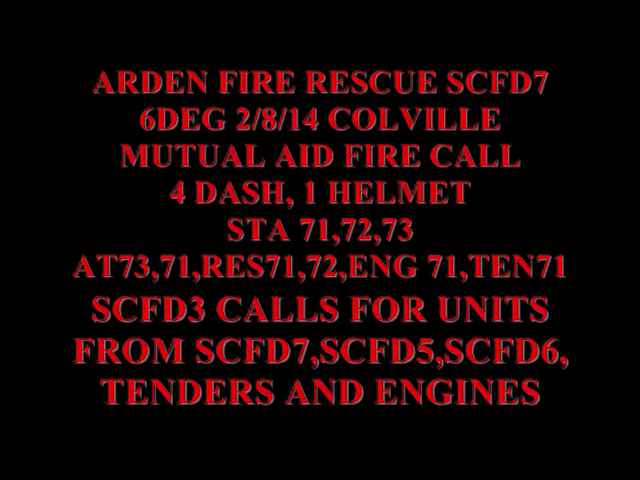 ARDEN FIRE RESCUE SCFD7
6DEG 2/8/14 COLVILLE
MUTUAL AID FIRE CALL
4 DASH, 1 HELMET
STA 71,72,73
AT73,71,RES71,72,ENG 71,TEN71
SCFD3 CALLS FOR UNITS
FROM SCFD7,SCFD5,SCFD6,
TENDERS AND ENGINES